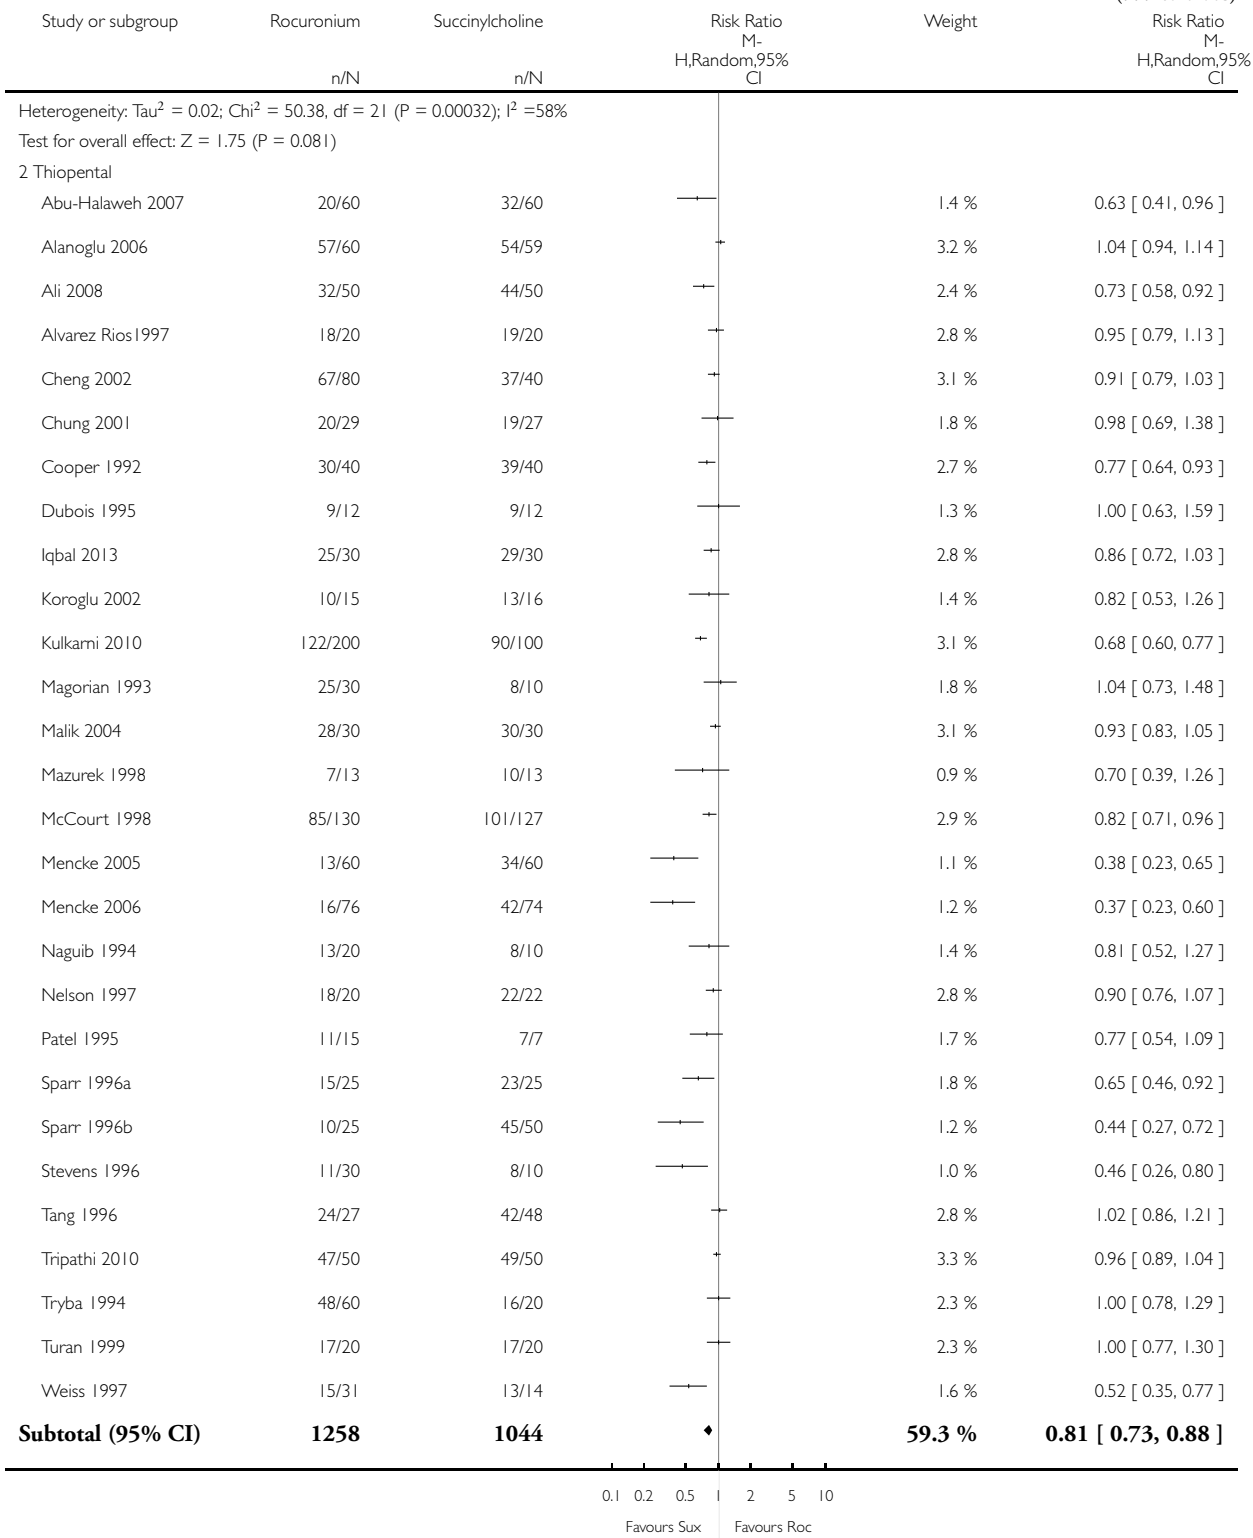 Study or subgroup Rocuronium Succinylcholine Risk Ratio Weight Risk Ratio
M- M-
H,Random,95% H,Random,95%
n/N n/N CI CI
Heterogeneity: Tau² = 0.02; Chi² = 50.38, df = 21 (P = 0.00032); I² =58%
Test for overall effect: Z = 1.75 (P = 0.081)
2 Thiopental
Abu-Halaweh 2007 20/60 32/60 1.4 % 0.63 [ 0.41, 0.96 ]
Alanoglu 2006 57/60 54/59 3.2 % 1.04 [ 0.94, 1.14 ]
Ali 2008 32/50 44/50 2.4 % 0.73 [ 0.58, 0.92 ]
Alvarez Rios1997 18/20 19/20 2.8 % 0.95 [ 0.79, 1.13 ]
Cheng 2002 67/80 37/40 3.1 % 0.91 [ 0.79, 1.03 ]
Chung 2001 20/29 19/27 1.8 % 0.98 [ 0.69, 1.38 ]
Cooper 1992 30/40 39/40 2.7 % 0.77 [ 0.64, 0.93 ]
Dubois 1995 9/12 9/12 1.3 % 1.00 [ 0.63, 1.59 ]
Iqbal 2013 25/30 29/30 2.8 % 0.86 [ 0.72, 1.03 ]
Koroglu 2002 10/15 13/16 1.4 % 0.82 [ 0.53, 1.26 ]
Kulkarni 2010 122/200 90/100 3.1 % 0.68 [ 0.60, 0.77 ]
Magorian 1993 25/30 8/10 1.8 % 1.04 [ 0.73, 1.48 ]
Malik 2004 28/30 30/30 3.1 % 0.93 [ 0.83, 1.05 ]
Mazurek 1998 7/13 10/13 0.9 % 0.70 [ 0.39, 1.26 ]
McCourt 1998 85/130 101/127 2.9 % 0.82 [ 0.71, 0.96 ]
Mencke 2005 13/60 34/60 1.1 % 0.38 [ 0.23, 0.65 ]
Mencke 2006 16/76 42/74 1.2 % 0.37 [ 0.23, 0.60 ]
Naguib 1994 13/20 8/10 1.4 % 0.81 [ 0.52, 1.27 ]
Nelson 1997 18/20 22/22 2.8 % 0.90 [ 0.76, 1.07 ]
Patel 1995 11/15 7/7 1.7 % 0.77 [ 0.54, 1.09 ]
Sparr 1996a 15/25 23/25 1.8 % 0.65 [ 0.46, 0.92 ]
Sparr 1996b 10/25 45/50 1.2 % 0.44 [ 0.27, 0.72 ]
Stevens 1996 11/30 8/10 1.0 % 0.46 [ 0.26, 0.80 ]
Tang 1996 24/27 42/48 2.8 % 1.02 [ 0.86, 1.21 ]
Tripathi 2010 47/50 49/50 3.3 % 0.96 [ 0.89, 1.04 ]
Tryba 1994 48/60 16/20 2.3 % 1.00 [ 0.78, 1.29 ]
Turan 1999 17/20 17/20 2.3 % 1.00 [ 0.77, 1.30 ]
Weiss 1997 15/31 13/14 1.6 % 0.52 [ 0.35, 0.77 ]
Subtotal (95% CI) 1258 1044 59.3 % 0.81 [ 0.73, 0.88 ]
0.1 0.2 0.5 1 2 5 10
Favours Sux Favours Roc